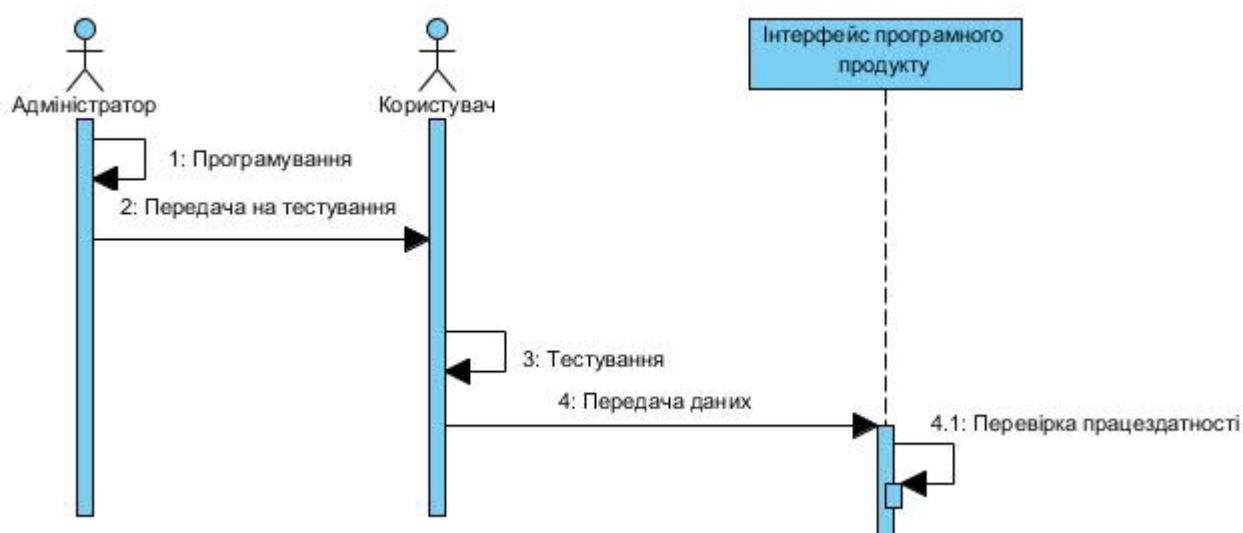 Адміністратор
Користувач
Інтерфейс програмного
продукту
1: Програмування
2: Передача на тестування
3: Тестування
4: Передача даних
4.1: Перевірка працездатності